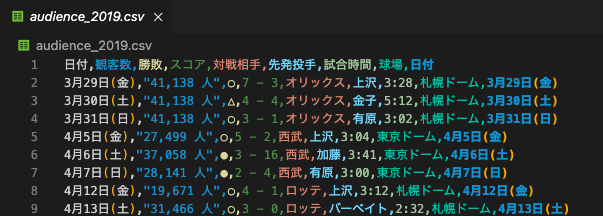 audience_2019.csv ×
audience_2019.csv
1 日付,観客数,勝敗,スコア,対戦相手,先発投手,試合時間,球場,日付
2 3月29日(金),"41,138 人",○,7 - 3,オリックス,上沢,3:28,札幌ドーム,3月29日(金)
3 3月30日(土),"41,138 人",△,4 - 4,オリックス,金子,5:12,札幌ドーム,3月30日(土)
4 3月31日(日),"41,138 人",○,3 - 1,オリックス,有原,3:02,札幌ドーム,3月31日(日)
5 4月5日(金),"27,499 人",○,5 - 2,西武,上沢,3:04,東京ドーム,4月5日(金)
6 4月6日(土),"37,058 人",●,3 - 16,西武,加藤,3:41,東京ドーム,4月6日(土)
7 4月7日(日),"28,141 人",●,2 - 4,西武,有原,3:00,東京ドーム,4月7日(日)
8 4月12日(金),"19,671 人",○,4 - 1,ロッテ,上沢,3:12,札幌ドーム,4月12日(金)
9 4月13日(土),"31,466 人",○,3 - 0,ロッテ,バーベイト,2:32,札幌ドーム,4月13日(土)